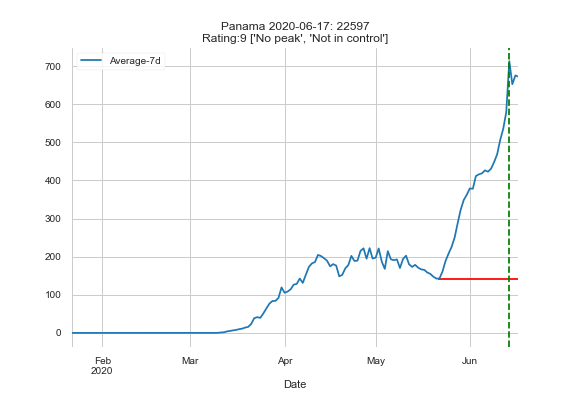 Panama 2020-06-17: 22597
Rating:9 ['No peak', 'Not in control']
Average-7d
700
600
500
400
300
200
100
0
Feb
2020
Mar
Apr
May
Jun
Date